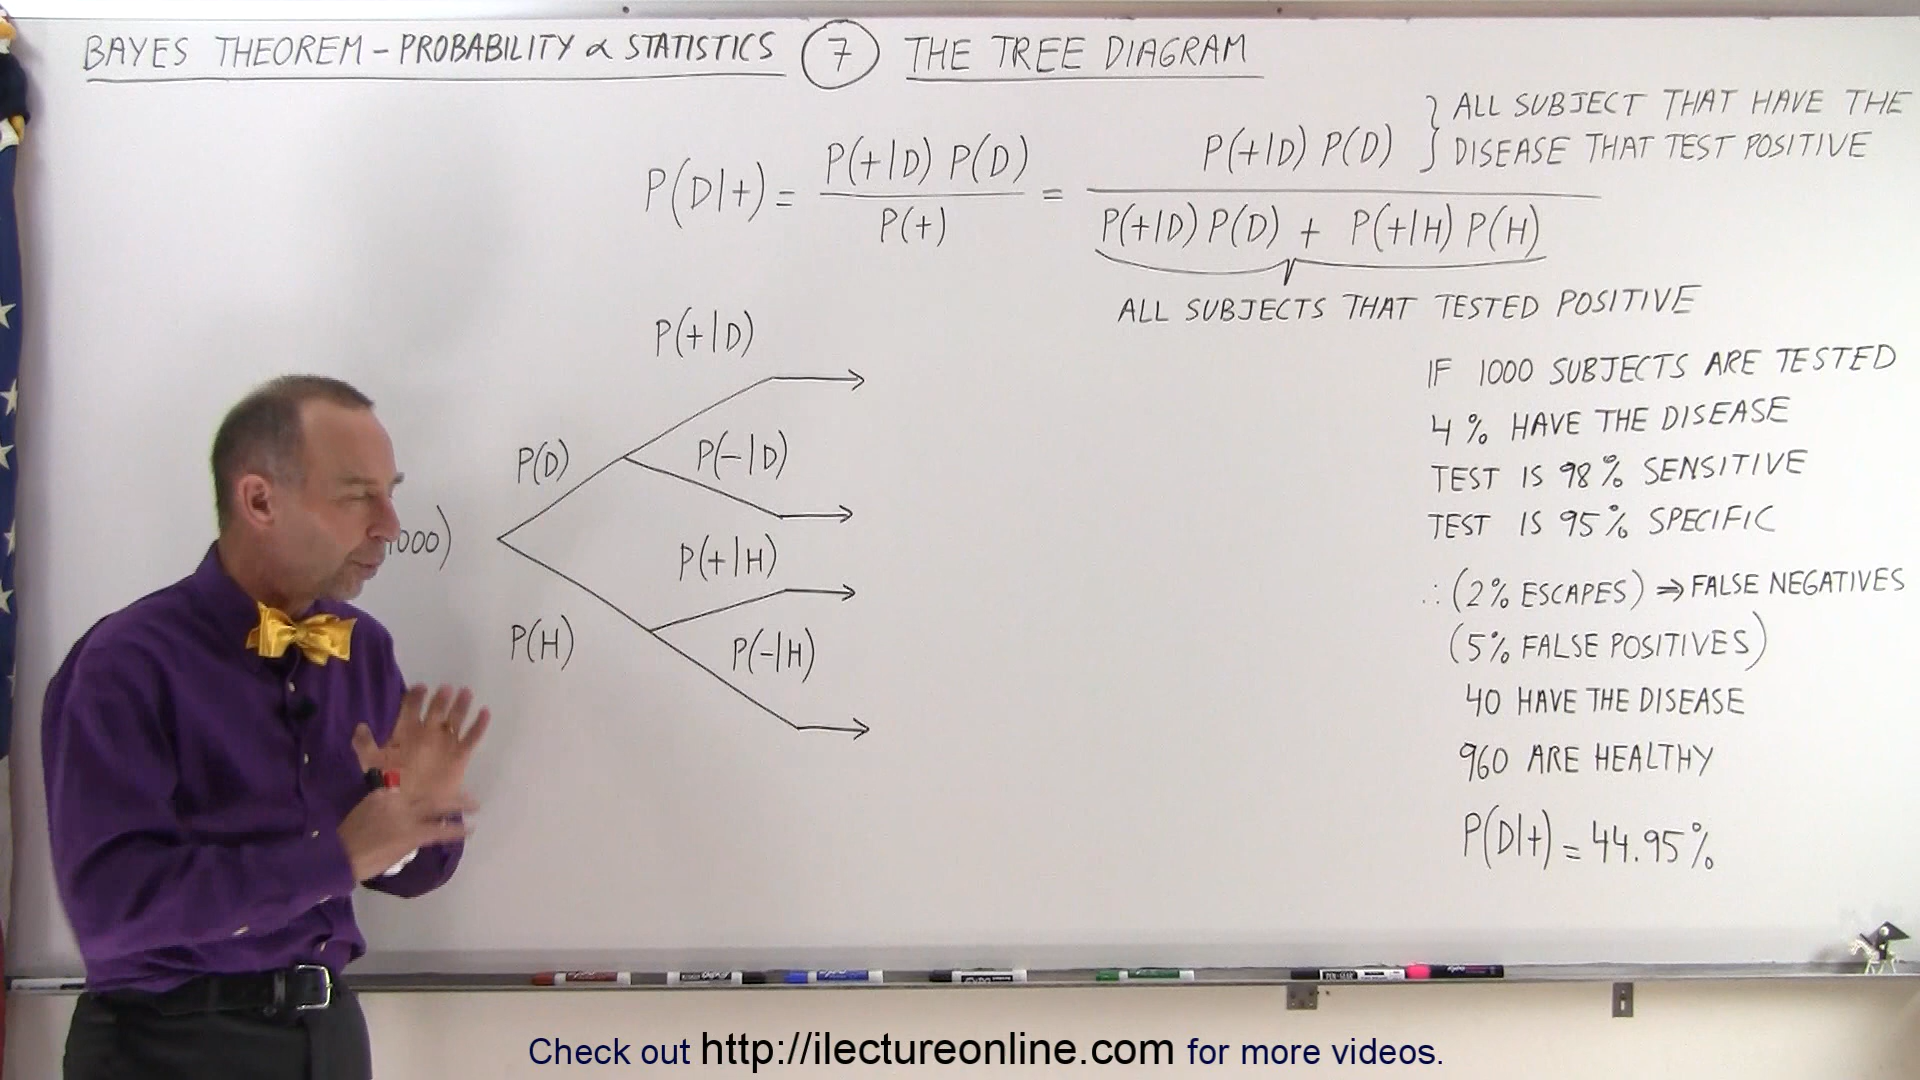 BAYES THEOREM – PROBABILITY & STATISTICS 7 THE TREE DIAGRAM
P(D|+) = P(+|D) P(D) / P(+) = P(+|D) P(D) / P(+|D) P(D) + P(+|H) P(H)
} ALL SUBJECT THAT HAVE THE
DISEASE THAT TEST POSITIVE
ALL SUBJECTS THAT TESTED POSITIVE
P(+|D)
P(D)
P(−|D)
1000)
P(+|H)
P(H)
P(−|H)
IF 1000 SUBJECTS ARE TESTED
4% HAVE THE DISEASE
TEST IS 98% SENSITIVE
TEST IS 95% SPECIFIC
∴ (2% ESCAPES) ⇒ FALSE NEGATIVES
(5% FALSE POSITIVES)
40 HAVE THE DISEASE
960 ARE HEALTHY
P(D|+) = 44.95%
Check out http://ilectureonline.com for more videos.